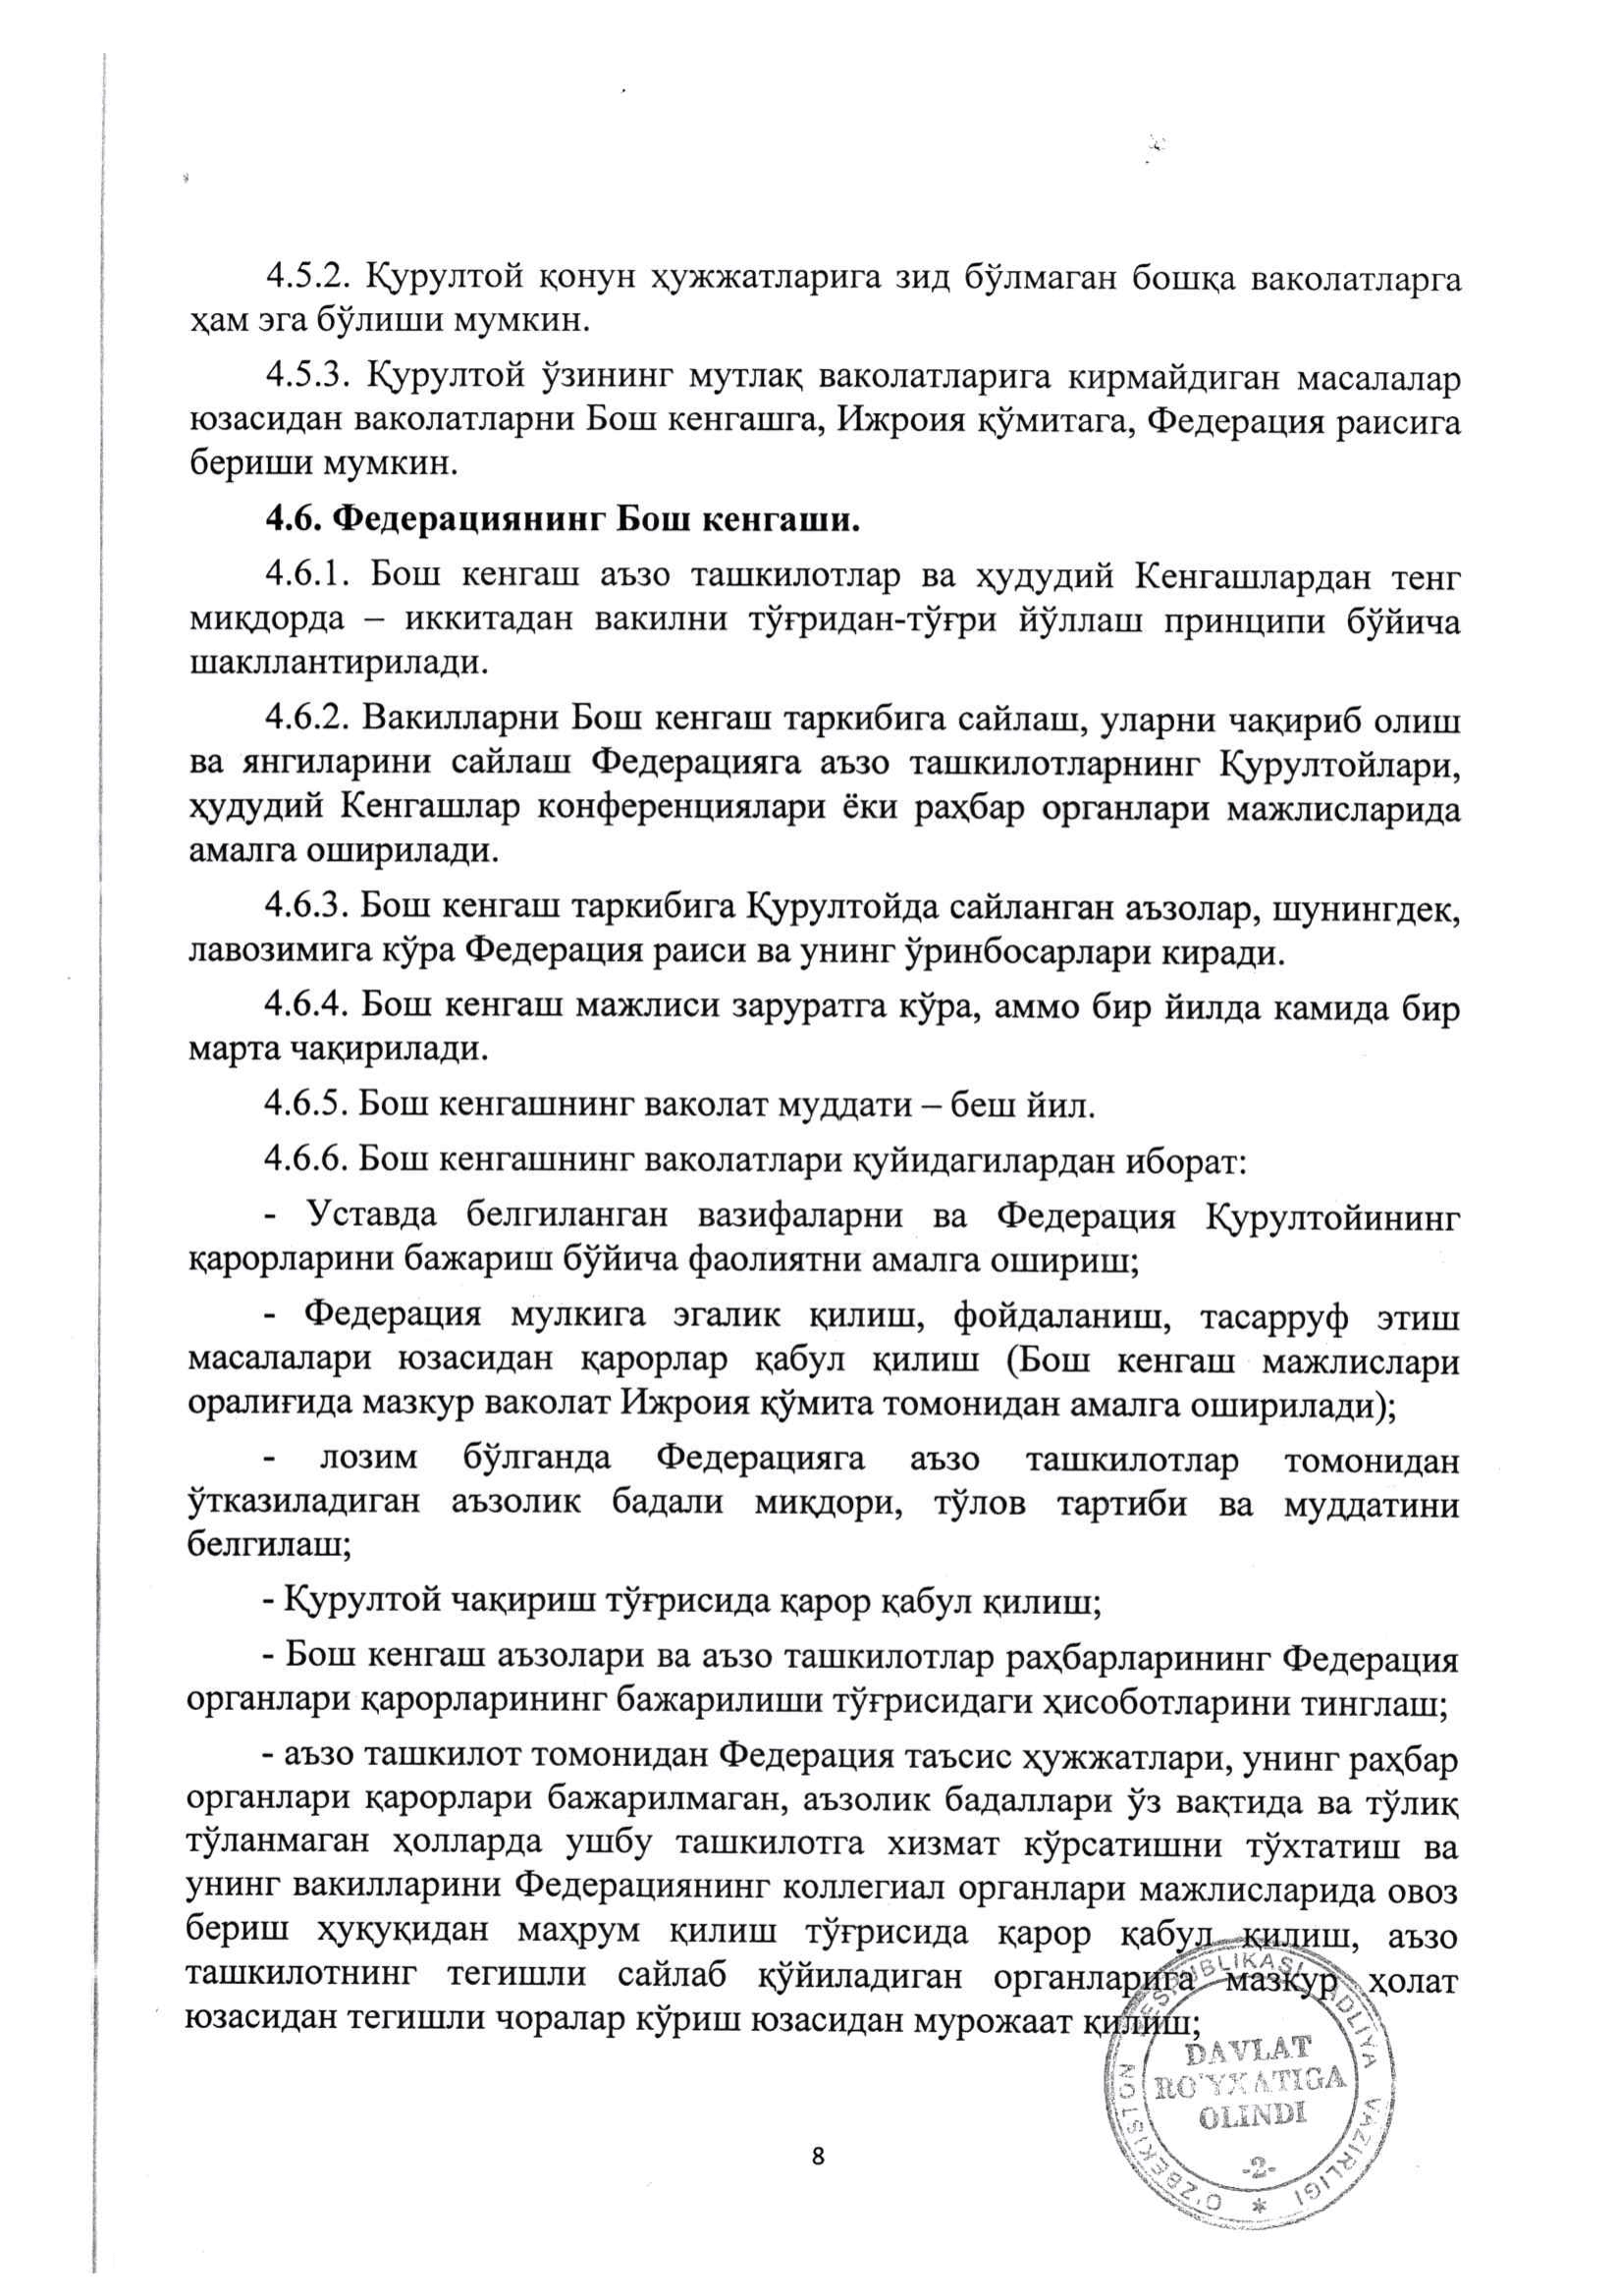 4.5.2. Қурултой қонун ҳужжатларига зид бўлмаган бошқа ваколатларга
ҳам эга бўлиши мумкин.
4.5.3. Қурултой ўзининг мутлақ ваколатларига кирмайдиган масалалар
юзасидан ваколатларни Бош кенгашга, Ижроия қўмитага, Федерация раисига
бериши мумкин.
4.6. Федерациянинг Бош кенгаши.
4.6.1. Бош кенгаш аъзо ташкилотлар ва ҳудудий Кенгашлардан тенг
миқдорда – иккитадан вакилни тўғридан-тўғри йўллаш принципи бўйича
шакллантирилади.
4.6.2. Вакилларни Бош кенгаш таркибига сайлаш, уларни чақириб олиш
ва янгиларини сайлаш Федерацияга аъзо ташкилотларнинг Қурултойлари,
ҳудудий Кенгашлар конференциялари ёки раҳбар органлари мажлисларида
амалга оширилади.
4.6.3. Бош кенгаш таркибига Қурултойда сайланган аъзолар, шунингдек,
лавозимига кўра Федерация раиси ва унинг ўринбосарлари киради.
4.6.4. Бош кенгаш мажлиси заруратга кўра, аммо бир йилда камида бир
марта чақирилади.
4.6.5. Бош кенгашнинг ваколат муддати – беш йил.
4.6.6. Бош кенгашнинг ваколатлари қуйидагилардан иборат:
- Уставда белгиланган вазифаларни ва Федерация Қурултойининг
қарорларини бажариш бўйича фаолиятни амалга ошириш;
- Федерация мулкига эгалик қилиш, фойдаланиш, тасарруф этиш
масалалари юзасидан қарорлар қабул қилиш (Бош кенгаш мажлислари
оралиғида мазкур ваколат Ижроия қўмита томонидан амалга оширилади);
- лозим бўлганда Федерацияга аъзо ташкилотлар томонидан
ўтказиладиган аъзолик бадали миқдори, тўлов тартиби ва муддатини
белгилаш;
- Қурултой чақириш тўғрисида қарор қабул қилиш;
- Бош кенгаш аъзолари ва аъзо ташкилотлар раҳбарларининг Федерация
органлари қарорларининг бажарилиши тўғрисидаги ҳисоботларини тинглаш;
- аъзо ташкилот томонидан Федерация таъсис ҳужжатлари, унинг раҳбар
органлари қарорлари бажарилмаган, аъзолик бадаллари ўз вақтида ва тўлиқ
тўланмаган ҳолларда ушбу ташкилотга хизмат кўрсатишни тўхтатиш ва
унинг вакилларини Федерациянинг коллегиал органлари мажлисларида овоз
бериш ҳуқуқидан маҳрум қилиш тўғрисида қарор қабул қилиш, аъзо
ташкилотнинг тегишли сайлаб қўйиладиган органларига мазкур ҳолат
юзасидан тегишли чоралар кўриш юзасидан мурожаат қилиш;
O'ZBEKISTON RESPUBLIKASI ADLIYA VAZIRLIGI *
DAVLAT
RO'YXATIGA
OLINDI
-2-
8